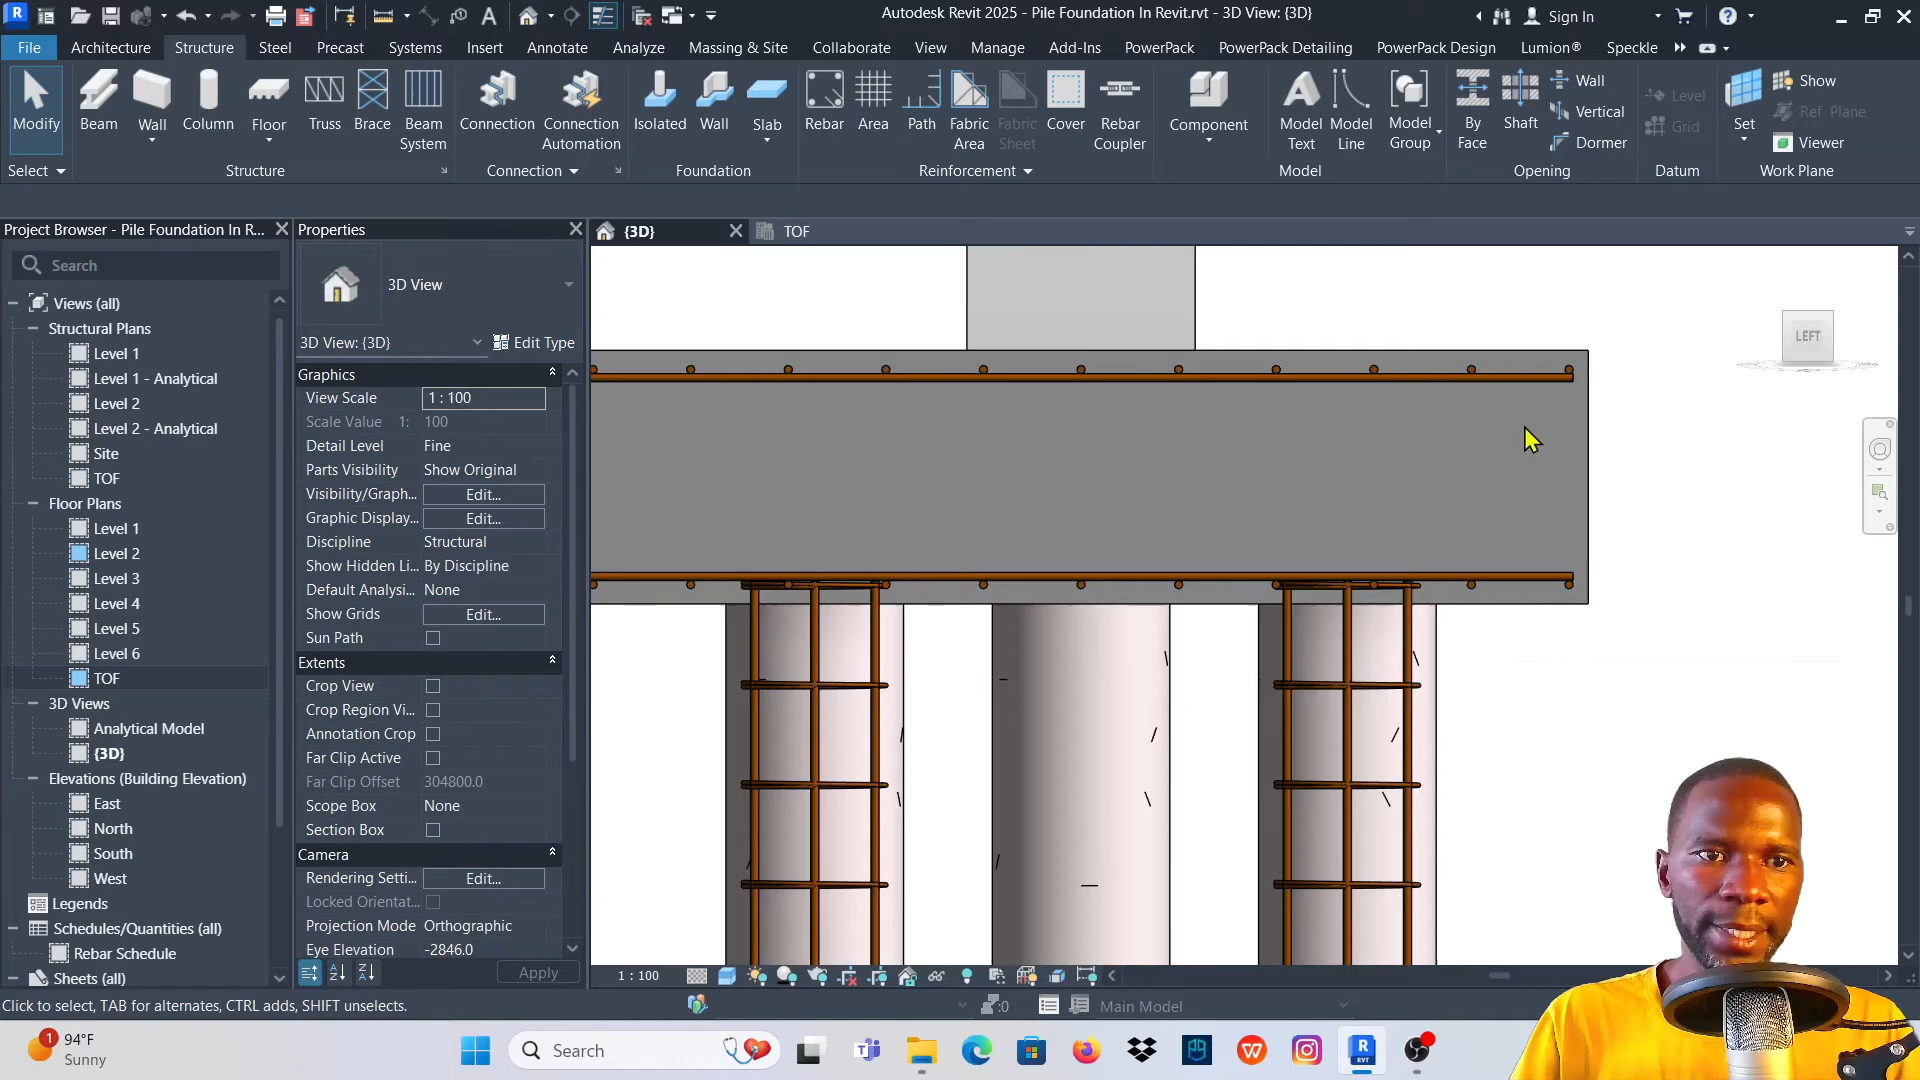 Autodesk Revit 2025 - Pile Foundation In Revit.rvt - 3D View: {3D}
Sign In
File Architecture Structure Steel Precast Systems Insert Annotate Analyze Massing & Site Collaborate View Manage Add-Ins PowerPack PowerPack Detailing PowerPack Design Lumion® Speckle
Modify Beam Wall Column Floor Truss Brace Beam System Connection Connection Automation Isolated Wall Slab Rebar Area Path Fabric Area Fabric Sheet Cover Rebar Coupler Component Model Text Model Line Model Group By Face Shaft Wall Vertical Dormer Level Grid Set Show Ref Plane Viewer
Select Structure Connection Foundation Reinforcement Model Opening Datum Work Plane
Project Browser - Pile Foundation In R...
Search
Views (all)
Structural Plans
Level 1
Level 1 - Analytical
Level 2
Level 2 - Analytical
Site
TOF
Floor Plans
Level 1
Level 2
Level 3
Level 4
Level 5
Level 6
TOF
3D Views
Analytical Model
{3D}
Elevations (Building Elevation)
East
North
South
West
Legends
Schedules/Quantities (all)
Rebar Schedule
Sheets (all)
Properties
3D View
3D View: {3D} Edit Type
Graphics
View Scale 1 : 100
Scale Value 1: 100
Detail Level Fine
Parts Visibility Show Original
Visibility/Graph... Edit...
Graphic Display... Edit...
Discipline Structural
Show Hidden Li... By Discipline
Default Analysi... None
Show Grids Edit...
Sun Path
Extents
Crop View
Crop Region Vi...
Annotation Crop
Far Clip Active
Far Clip Offset 304800.0
Scope Box None
Section Box
Camera
Rendering Setti... Edit...
Locked Orientat...
Projection Mode Orthographic
Eye Elevation -2846.0
Apply
{3D} TOF
LEFT
1 : 100
Click to select, TAB for alternates, CTRL adds, SHIFT unselects.
:0
Main Model
1
94°F
Sunny
Search